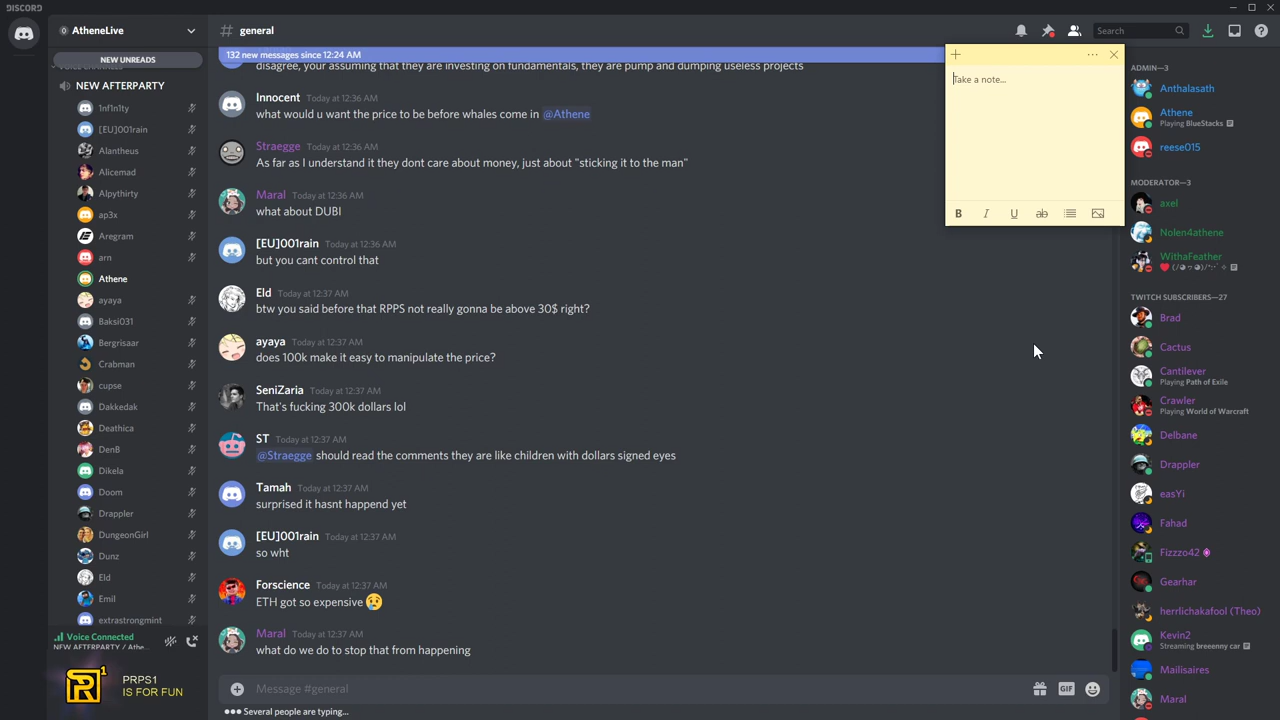 DISCORD
AtheneLive
NEW UNREADS
NEW AFTERPARTY
1nf1n1ty
[EU]001rain
Alantheus
Alicemad
Alpythirty
ap3x
Aregram
arn
Athene
ayaya
Baksi031
Bergrisaar
Crabman
cupse
Dakkedak
Deathica
DenB
Dikela
Doom
Drappler
DungeonGirl
Dunz
Eld
Emil
extrastrongmint
Voice Connected
NEW AFTERPARTY / Athe...
PRPS1
IS FOR FUN
# general
Search
132 new messages since 12:24 AM
disagree, your assuming that they are investing on fundamentals, they are pump and dumping useless projects
Innocent Today at 12:36 AM
what would u want the price to be before whales come in @Athene
Straegge Today at 12:36 AM
As far as I understand it they dont care about money, just about "sticking it to the man"
Maral Today at 12:36 AM
what about DUBI
[EU]001rain Today at 12:36 AM
but you cant control that
Eld Today at 12:37 AM
btw you said before that RPPS not really gonna be above 30$ right?
ayaya Today at 12:37 AM
does 100k make it easy to manipulate the price?
SeniZaria Today at 12:37 AM
That's fucking 300k dollars lol
ST Today at 12:37 AM
@Straegge should read the comments they are like children with dollars signed eyes
Tamah Today at 12:37 AM
surprised it hasnt happend yet
[EU]001rain Today at 12:37 AM
so wht
Forscience Today at 12:37 AM
ETH got so expensive 😢
Maral Today at 12:37 AM
what do we do to stop that from happening
Message #general
GIF
Several people are typing...
Take a note...
B I U ab
ADMIN—3
Anthalasath
Athene
Playing BlueStacks
reese015
MODERATOR—3
axel
Nolen4athene
WithaFeather
TWITCH SUBSCRIBERS—27
Brad
Cactus
Cantilever
Playing Path of Exile
Crawler
Playing World of Warcraft
Delbane
Drappler
easYi
Fahad
Fizzzo42
Gearhar
herrlichakafool (Theo)
Kevin2
Streaming breeenny car
Mailisaires
Maral